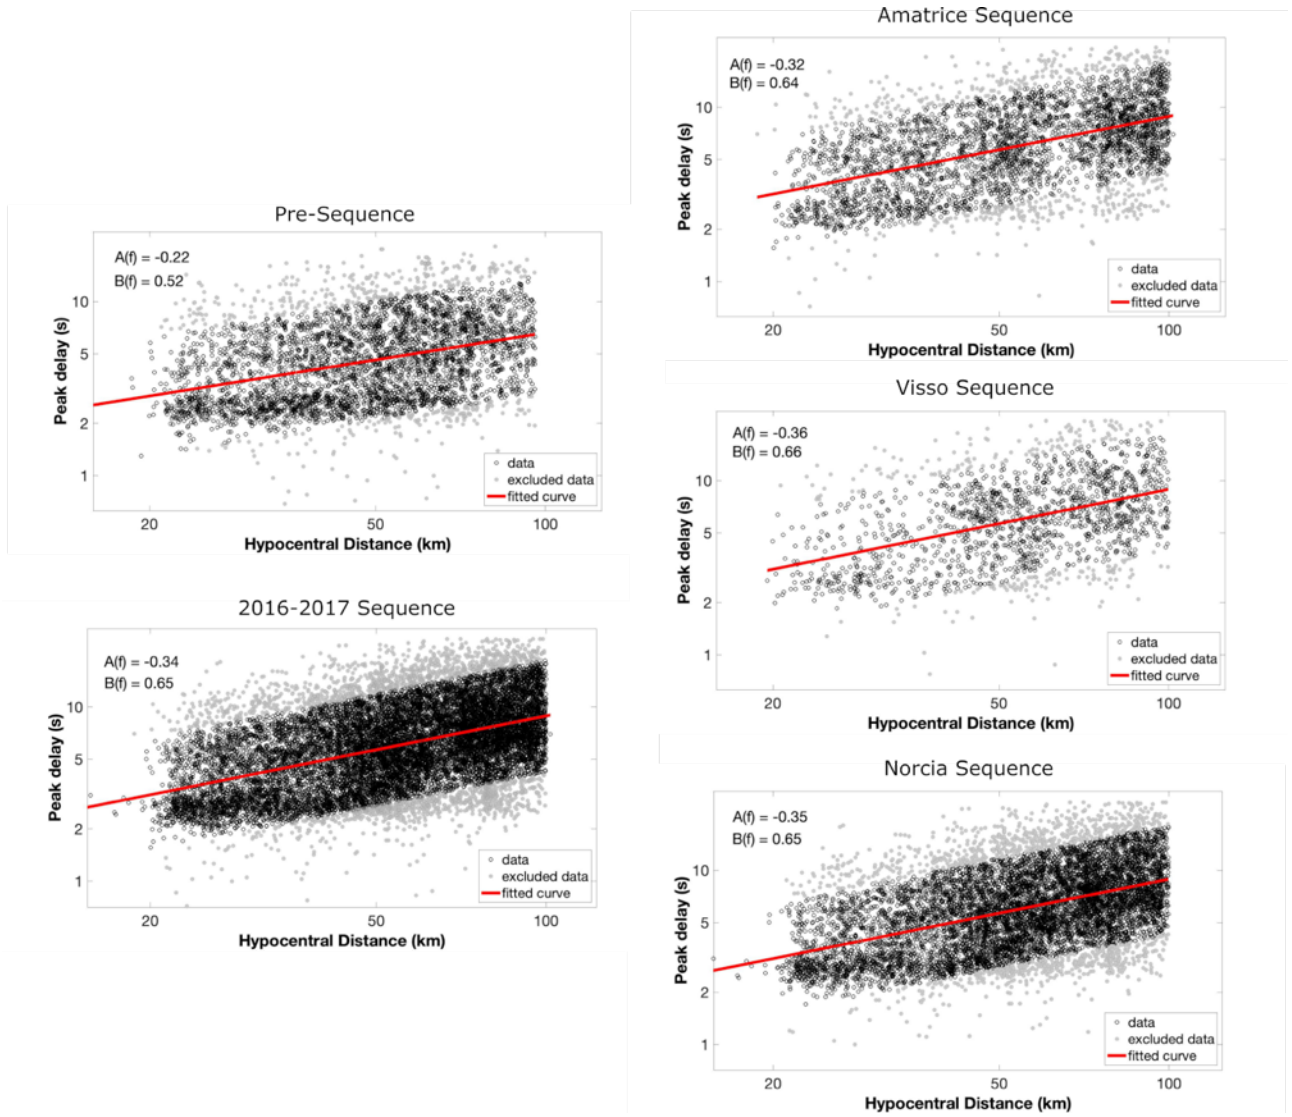 Pre-Sequence
A(f) = -0.22
B(f) = 0.52
10
5
2
1
Peak delay (s)
data
excluded data
fitted curve
20
50
100
Hypocentral Distance (km)
2016-2017 Sequence
A(f) = -0.34
B(f) = 0.65
10
5
2
1
Peak delay (s)
data
excluded data
fitted curve
20
50
100
Hypocentral Distance (km)
Amatrice Sequence
A(f) = -0.32
B(f) = 0.64
10
5
2
1
Peak delay (s)
data
excluded data
fitted curve
20
50
100
Hypocentral Distance (km)
Visso Sequence
A(f) = -0.36
B(f) = 0.66
10
5
2
1
Peak delay (s)
data
excluded data
fitted curve
20
50
100
Hypocentral Distance (km)
Norcia Sequence
A(f) = -0.35
B(f) = 0.65
10
5
2
1
Peak delay (s)
data
excluded data
fitted curve
20
50
100
Hypocentral Distance (km)